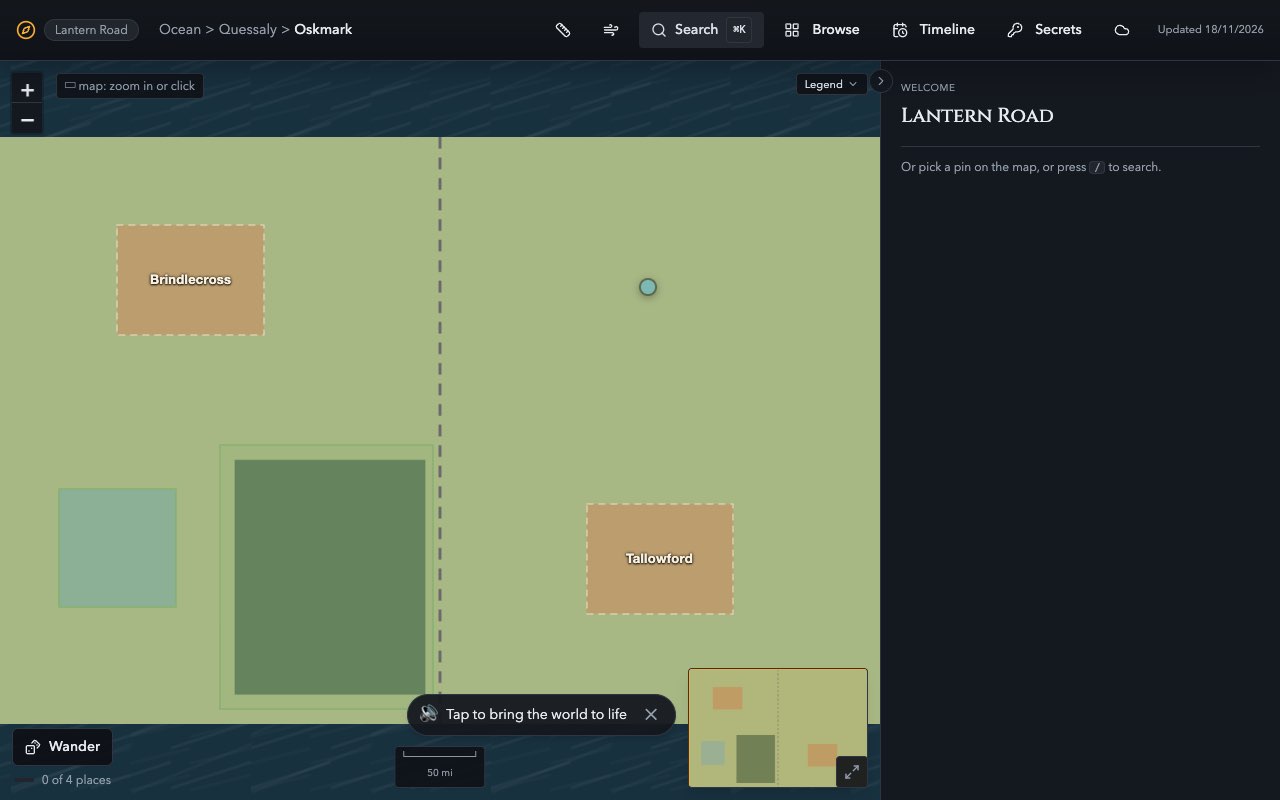 Lantern Road
Ocean > Quessaly > Oskmark
Search ⌘K
Browse
Timeline
Secrets
Updated 18/11/2026
+
−
map: zoom in or click
Legend
WELCOME
LANTERN ROAD
Or pick a pin on the map, or press / to search.
Brindlecross
Tallowford
Tap to bring the world to life
Wander
0 of 4 places
50 mi